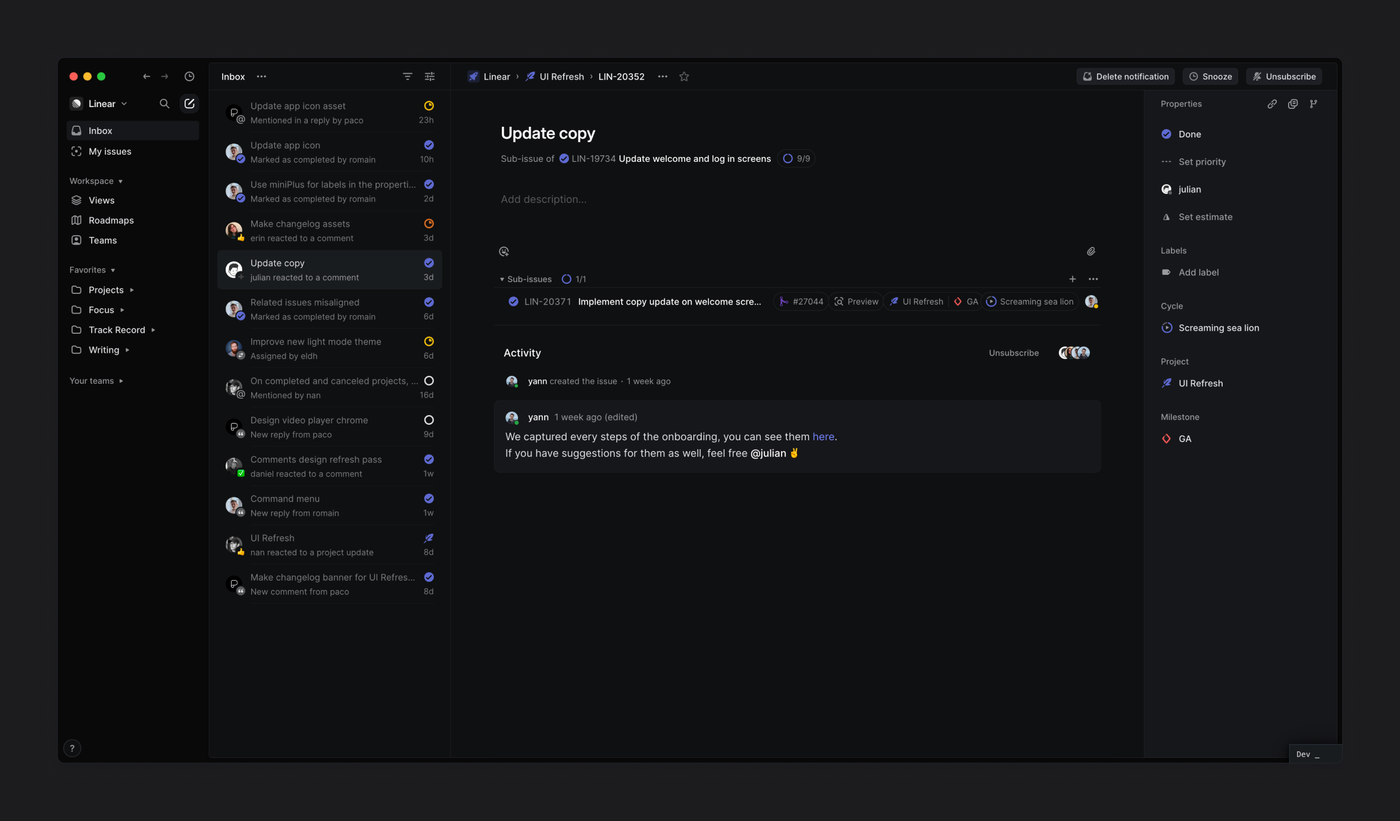 Linear
Inbox
My issues
Workspace
Views
Roadmaps
Teams
Favorites
Projects
Focus
Track Record
Writing
Your teams
?
Inbox
Update app icon asset
Mentioned in a reply by paco 23h
Update app icon
Marked as completed by romain 10h
Use miniPlus for labels in the properti...
Marked as completed by romain 2d
Make changelog assets
erin reacted to a comment 3d
Update copy
julian reacted to a comment 3d
Related issues misaligned
Marked as completed by romain 6d
Improve new light mode theme
Assigned by eldh 6d
On completed and canceled projects, ...
Mentioned by nan 16d
Design video player chrome
New reply from paco 9d
Comments design refresh pass
daniel reacted to a comment 1w
Command menu
New reply from romain 1w
UI Refresh
nan reacted to a project update 8d
Make changelog banner for UI Refres...
New comment from paco 8d
Linear › UI Refresh › LIN-20352
Delete notification Snooze Unsubscribe
Update copy
Sub-issue of LIN-19734 Update welcome and log in screens 9/9
Add description...
Sub-issues 1/1
LIN-20371 Implement copy update on welcome scre... #27044 Preview UI Refresh GA Screaming sea lion
Activity Unsubscribe
yann created the issue · 1 week ago
yann 1 week ago (edited)
We captured every steps of the onboarding, you can see them here.
If you have suggestions for them as well, feel free @julian ✌️
Properties
Done
Set priority
julian
Set estimate
Labels
Add label
Cycle
Screaming sea lion
Project
UI Refresh
Milestone
GA
Dev _